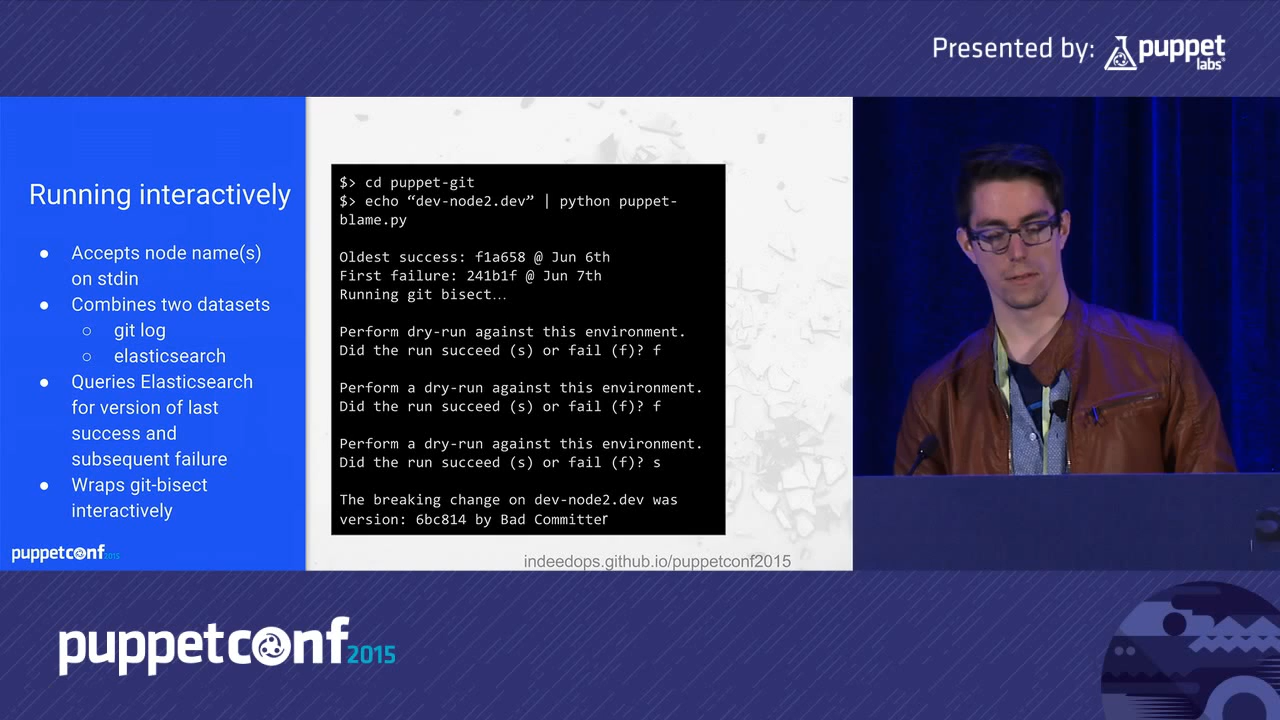 Presented by: puppet
labs
Running interactively
● Accepts node name(s)
on stdin
● Combines two datasets
○ git log
○ elasticsearch
● Queries Elasticsearch
for version of last
success and
subsequent failure
● Wraps git-bisect
interactively
puppetconf 2015
$> cd puppet-git
$> echo “dev-node2.dev” | python puppet-
blame.py
Oldest success: f1a658 @ Jun 6th
First failure: 241b1f @ Jun 7th
Running git bisect…
Perform dry-run against this environment.
Did the run succeed (s) or fail (f)? f
Perform a dry-run against this environment.
Did the run succeed (s) or fail (f)? f
Perform a dry-run against this environment.
Did the run succeed (s) or fail (f)? s
The breaking change on dev-node2.dev was
version: 6bc814 by Bad Committer
indeedops.github.io/puppetconf2015
puppetconf 2015